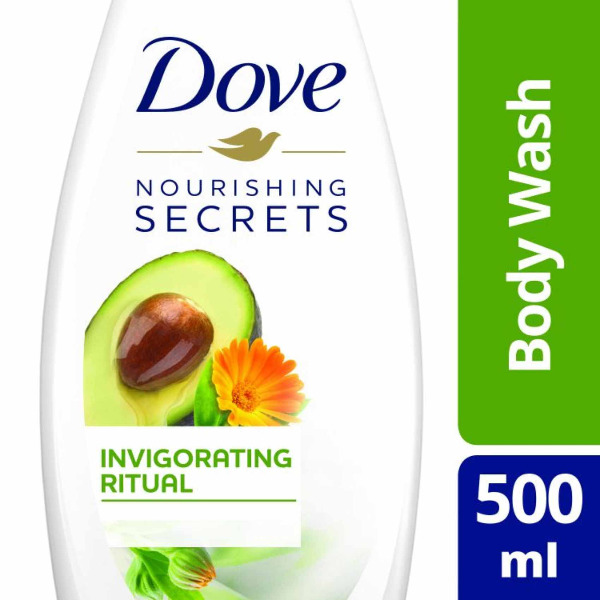 Dove
NOURISHING
SECRETS
INVIGORATING
RITUAL
Body Wash
500
ml